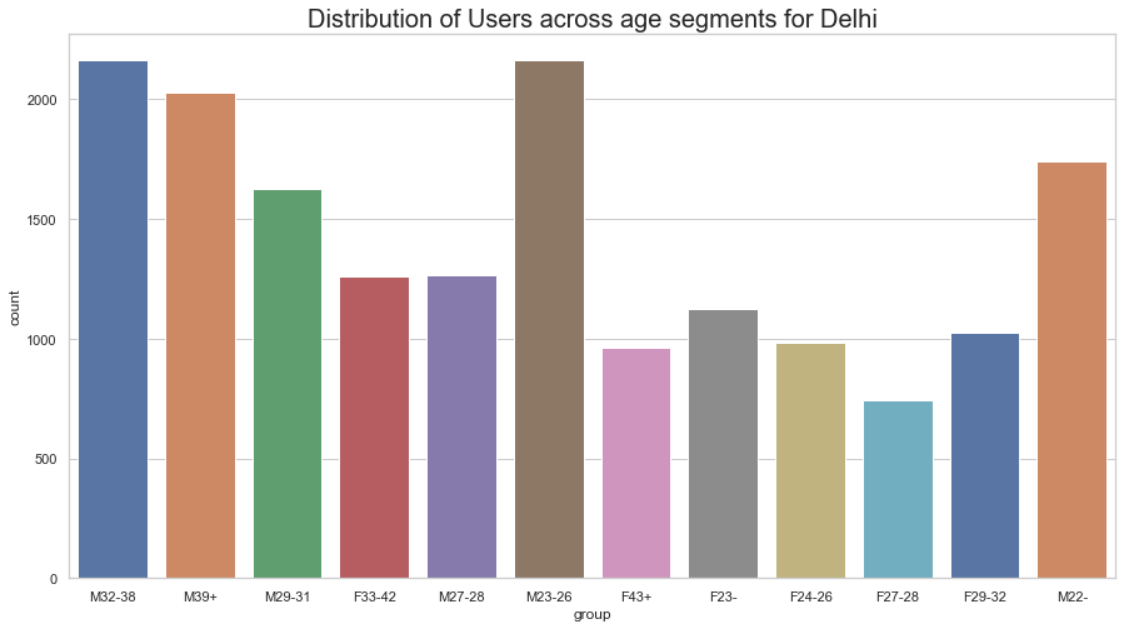 Distribution of Users across age segments for Delhi
count
2000
1500
1000
500
0
M32-38 M39+ M29-31 F33-42 M27-28 M23-26 F43+ F23- F24-26 F27-28 F29-32 M22-
group